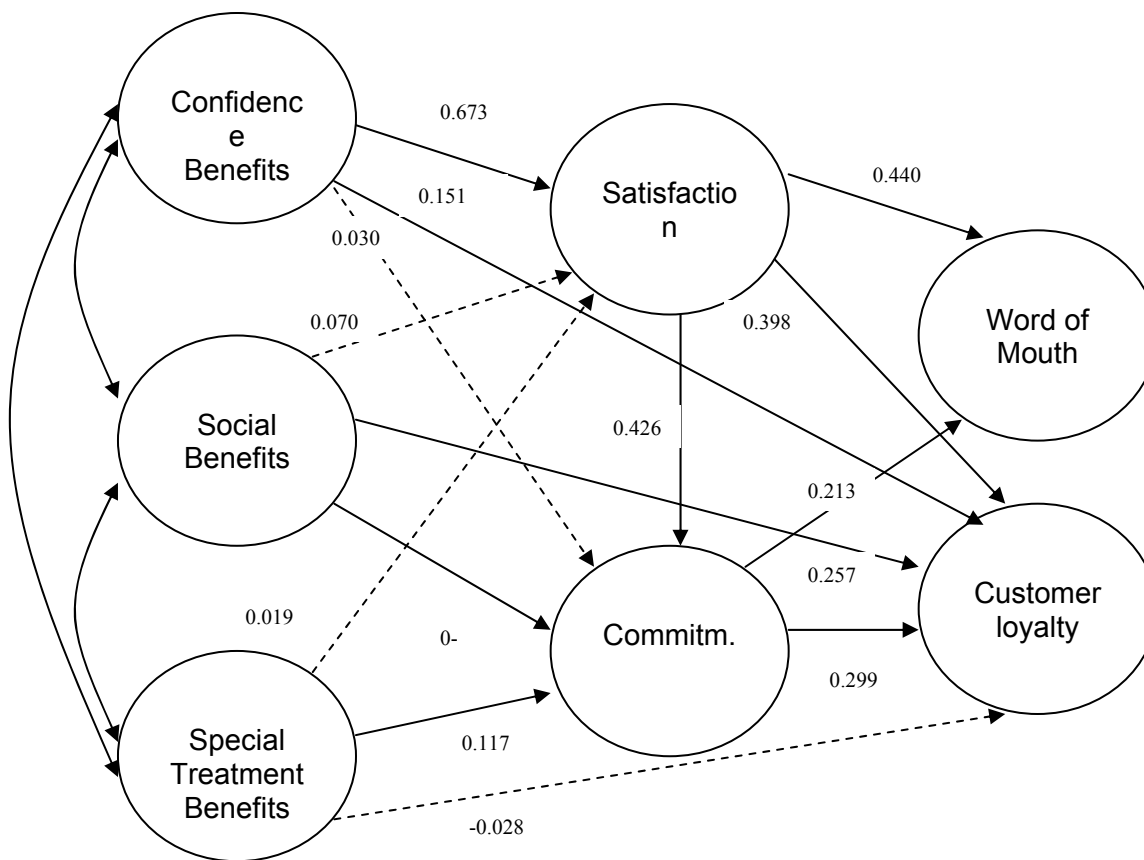 Confidenc
e
Benefits
0.673
0.151
0.030
Satisfactio
n
0.440
Word of
Mouth
0.398
0.070
Social
Benefits
0.426
0.213
0.257
Customer
loyalty
0.019
0-
Commitm.
0.299
Special
Treatment
Benefits
0.117
-0.028